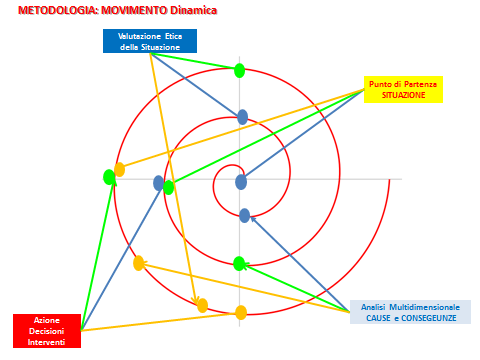 METODOLOGIA: MOVIMENTO Dinamica
Valutazione Etica
della Situazione
Punto di Partenza
SITUAZIONE
Analisi Multidimensionale
CAUSE e CONSEGEUNZE
Azione
Decisioni
Interventi